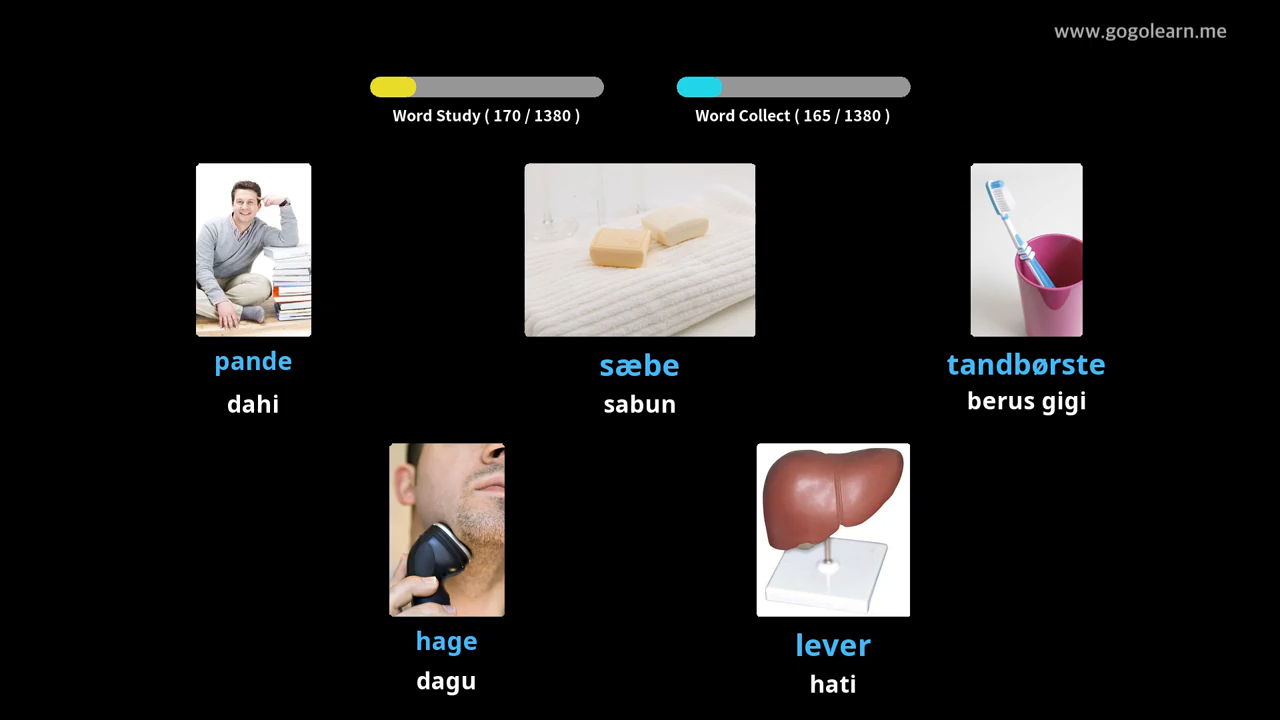 www.gogolearn.me
Word Study ( 170 / 1380 )
Word Collect ( 165 / 1380 )
pande
dahi
sæbe
sabun
tandbørste
berus gigi
hage
dagu
lever
hati